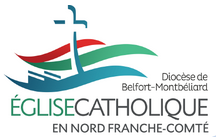 Diocèse de
Belfort-Montbéliard
ÉGLISECATHOLIQUE
EN NORD FRANCHE-COMTÉ